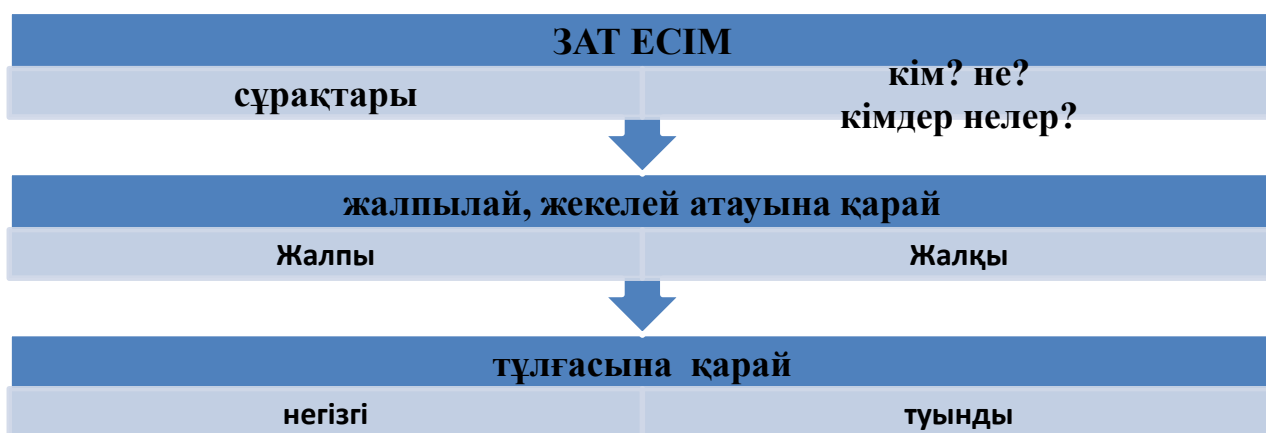 ЗАТ ЕСІМ
сұрақтары
кім? не?
кімдер нелер?
жалпылай, жекелей атауына қарай
Жалпы
Жалқы
тұлғасына қарай
негізгі
туынды